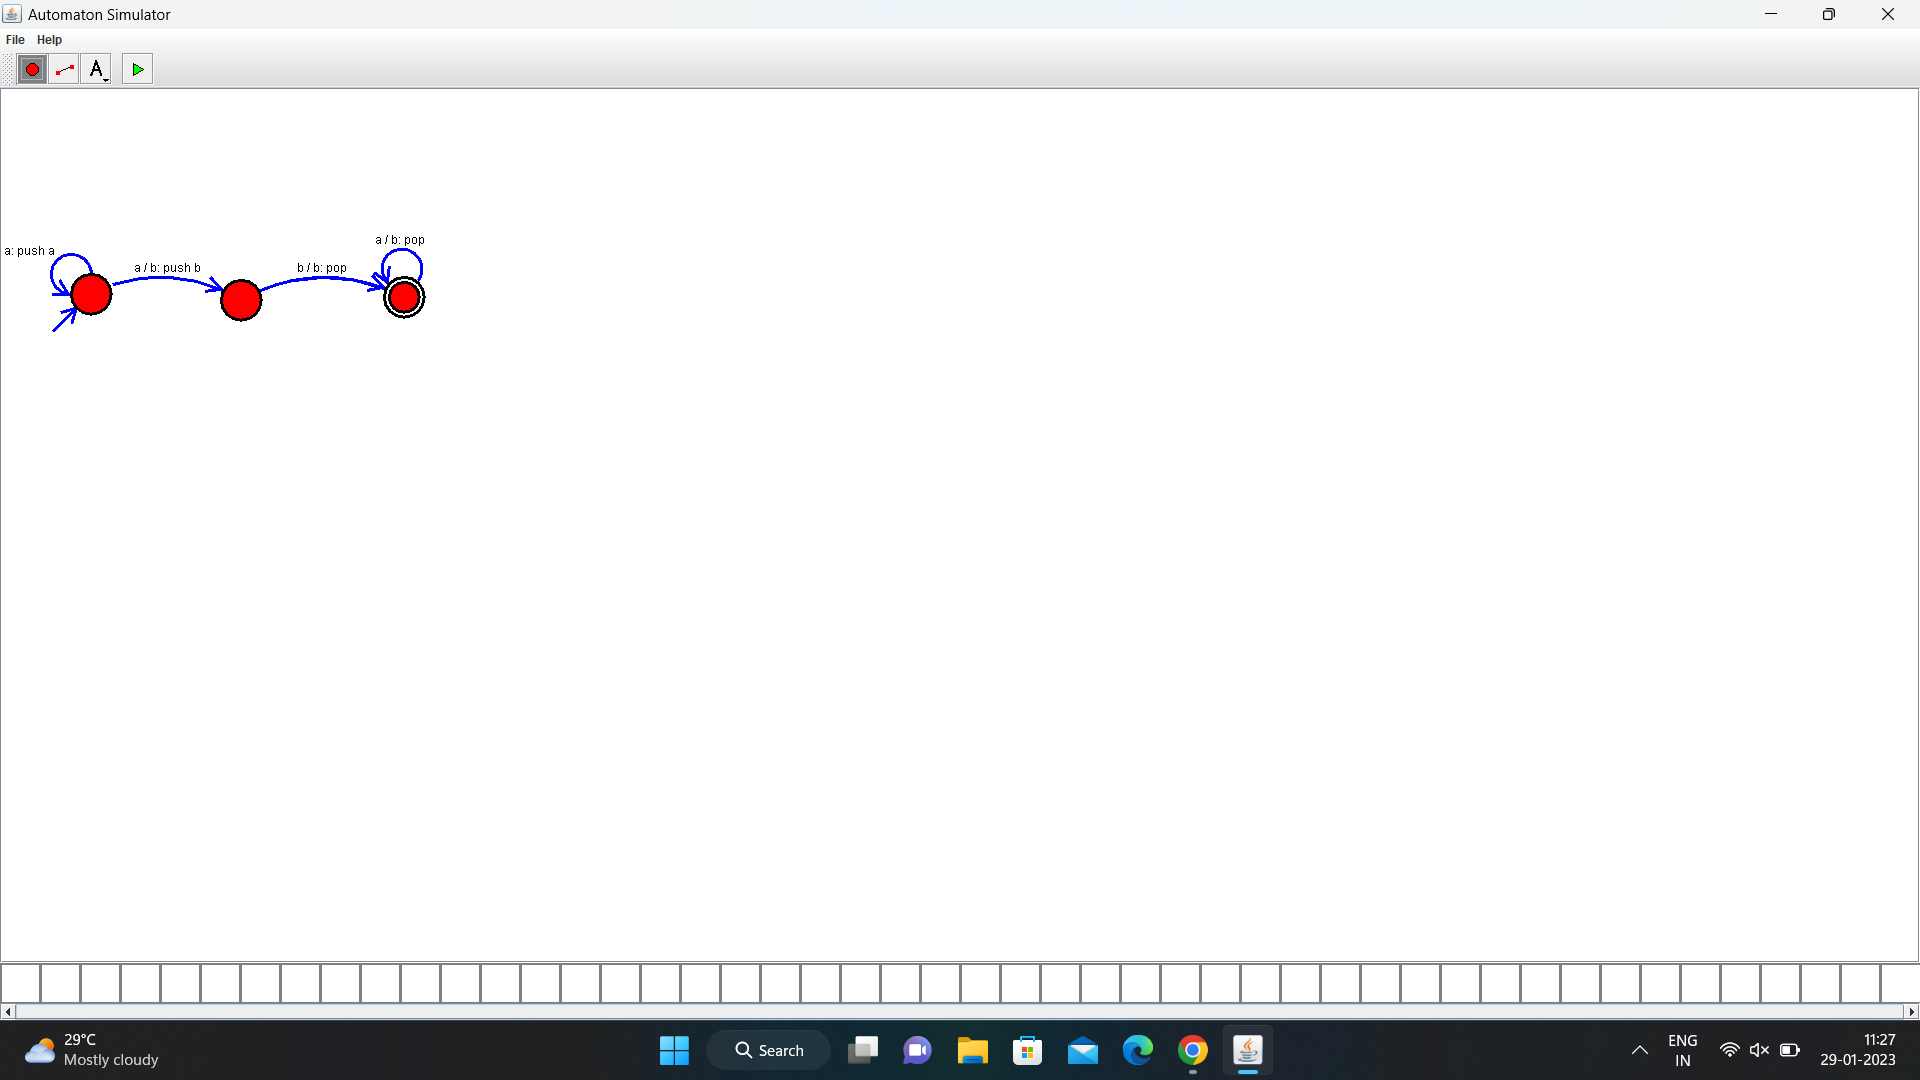 Automaton Simulator
File Help
A
a / b: pop
a: push a
a / b: push b
b / b: pop
29°C
Mostly cloudy
Search
ENG
IN
11:27
29-01-2023